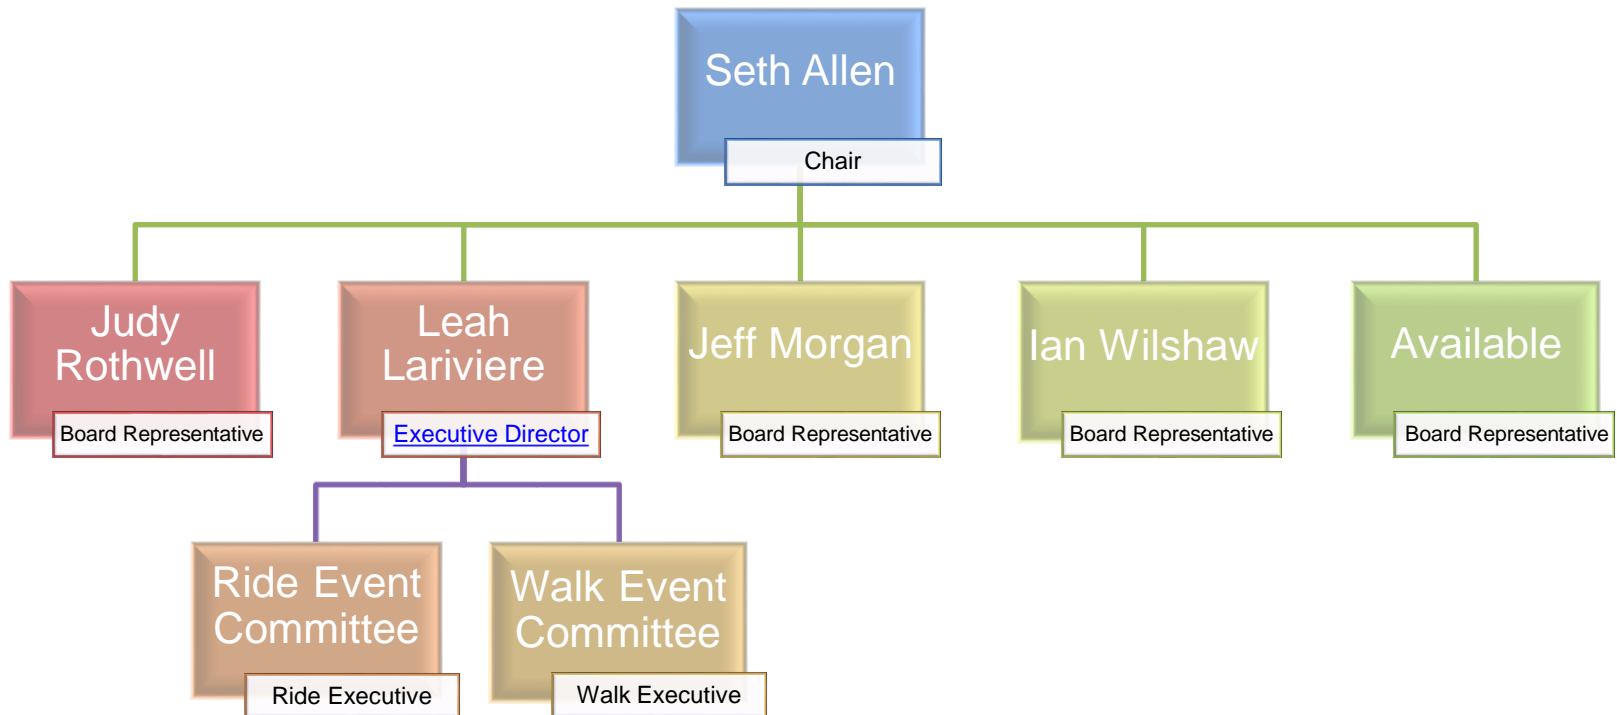 Seth Allen
Chair
Judy
Rothwell
Board Representative
Leah
Lariviere
Executive Director
Jeff Morgan
Board Representative
Ian Wilshaw
Board Representative
Available
Board Representative
Ride Event
Committee
Ride Executive
Walk Event
Committee
Walk Executive